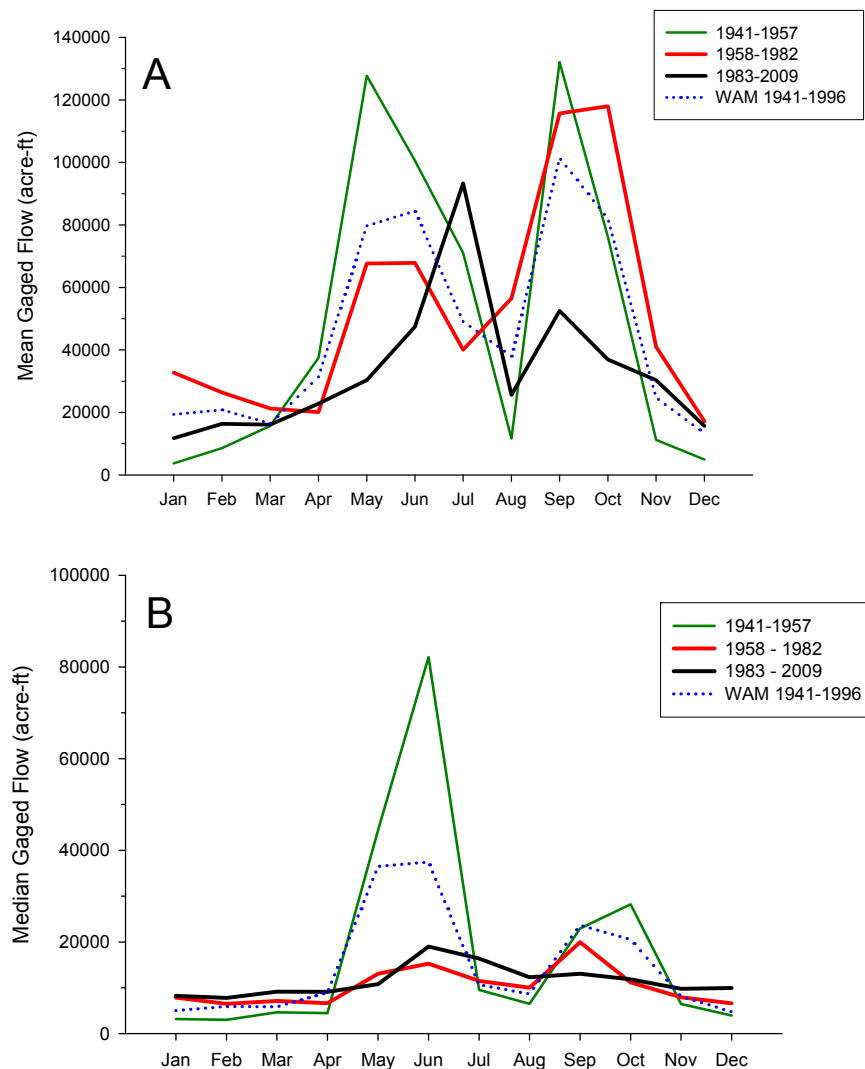 A
1941-1957
1958-1982
1983-2009
WAM 1941-1996
Mean Gaged Flow (acre-ft)
140000
120000
100000
80000
60000
40000
20000
0
Jan Feb Mar Apr May Jun Jul Aug Sep Oct Nov Dec
B
1941-1957
1958 - 1982
1983 - 2009
WAM 1941-1996
Median Gaged Flow (acre-ft)
100000
80000
60000
40000
20000
0
Jan Feb Mar Apr May Jun Jul Aug Sep Oct Nov Dec